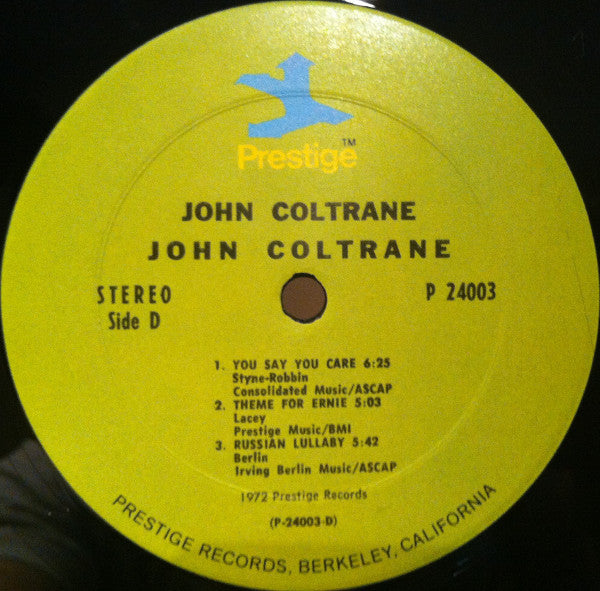 Prestige™
JOHN COLTRANE
JOHN COLTRANE
STEREO
Side D
P 24003
1. YOU SAY YOU CARE 6:25
Styne-Robbin
Consolidated Music/ASCAP
2. THEME FOR ERNIE 5:03
Lacey
Prestige Music/BMI
3. RUSSIAN LULLABY 5:42
Berlin
Irving Berlin Music/ASCAP
1972 Prestige Records
(P-24003-D)
PRESTIGE RECORDS, BERKELEY, CALIFORNIA